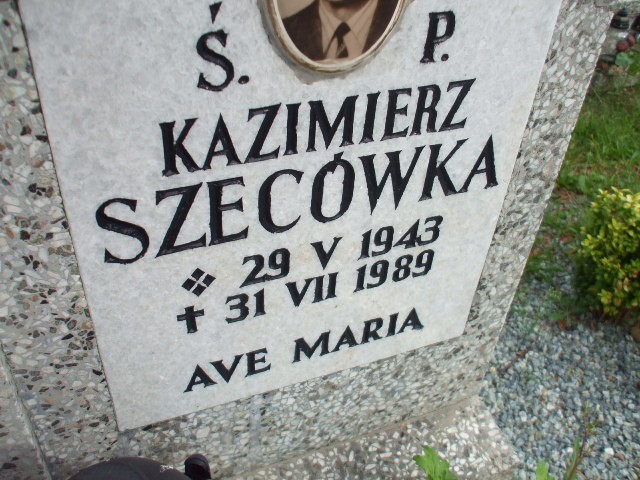 Ś. P.
KAZIMIERZ
SZECÓWKA
29 V 1943
✝ 31 VII 1989
AVE MARIA